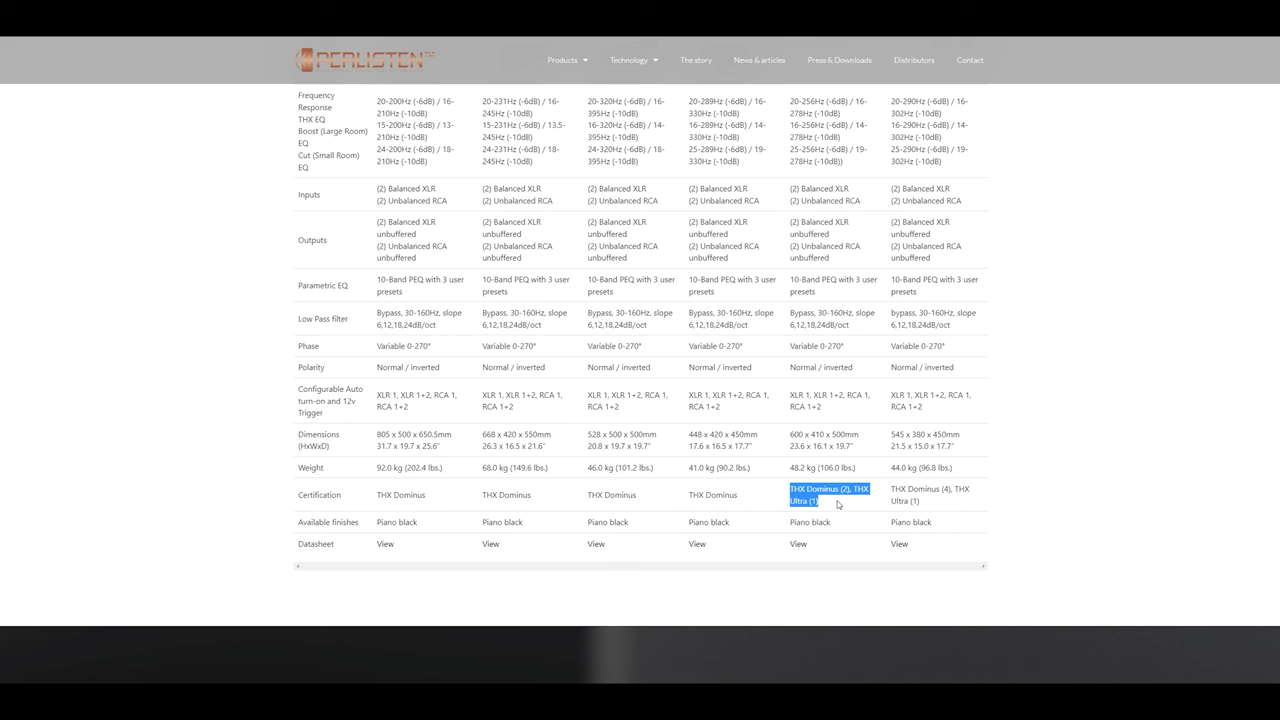 PERLISTEN
Products Technology The story News & articles Press & Downloads Distributors Contact
Frequency
Response
THX EQ
Boost (Large Room)
EQ
Cut (Small Room)
EQ
20-200Hz (-6dB) / 16-
210Hz (-10dB)
15-200Hz (-6dB) / 13-
210Hz (-10dB)
24-200Hz (-6dB) / 18-
210Hz (-10dB)
20-231Hz (-6dB) / 16-
245Hz (-10dB)
15-231Hz (-6dB) / 13.5-
245Hz (-10dB)
24-231Hz (-6dB) / 18-
245Hz (-10dB)
20-320Hz (-6dB) / 16-
395Hz (-10dB)
16-320Hz (-6dB) / 14-
395Hz (-10dB)
24-320Hz (-6dB) / 18-
395Hz (-10dB)
20-289Hz (-6dB) / 16-
330Hz (-10dB)
16-289Hz (-6dB) / 14-
330Hz (-10dB)
25-289Hz (-6dB) / 19-
330Hz (-10dB)
20-256Hz (-6dB) / 16-
278Hz (-10dB)
16-256Hz (-6dB) / 14-
278Hz (-10dB)
25-256Hz (-6dB) / 19-
278Hz (-10dB))
20-290Hz (-6dB) / 16-
302Hz (-10dB)
16-290Hz (-6dB) / 14-
302Hz (-10dB)
25-290Hz (-6dB) / 19-
302Hz (-10dB)
Inputs
(2) Balanced XLR
(2) Unbalanced RCA
(2) Balanced XLR
(2) Unbalanced RCA
(2) Balanced XLR
(2) Unbalanced RCA
(2) Balanced XLR
(2) Unbalanced RCA
(2) Balanced XLR
(2) Unbalanced RCA
(2) Balanced XLR
(2) Unbalanced RCA
Outputs
(2) Balanced XLR
unbuffered
(2) Unbalanced RCA
unbuffered
(2) Balanced XLR
unbuffered
(2) Unbalanced RCA
unbuffered
(2) Balanced XLR
unbuffered
(2) Unbalanced RCA
unbuffered
(2) Balanced XLR
unbuffered
(2) Unbalanced RCA
unbuffered
(2) Balanced XLR
unbuffered
(2) Unbalanced RCA
unbuffered
(2) Balanced XLR
unbuffered
(2) Unbalanced RCA
unbuffered
Parametric EQ
10-Band PEQ with 3 user
presets
10-Band PEQ with 3 user
presets
10-Band PEQ with 3 user
presets
10-Band PEQ with 3 user
presets
10-Band PEQ with 3 user
presets
10-Band PEQ with 3 user
presets
Low Pass filter
Bypass, 30-160Hz, slope
6,12,18,24dB/oct
Bypass, 30-160Hz, slope
6,12,18,24dB/oct
Bypass, 30-160Hz, slope
6,12,18,24dB/oct
Bypass, 30-160Hz, slope
6,12,18,24dB/oct
Bypass, 30-160Hz, slope
6,12,18,24dB/oct
bypass, 30-160Hz, slope
6,12,18,24dB/oct
Phase Variable 0-270° Variable 0-270° Variable 0-270° Variable 0-270° Variable 0-270° Variable 0-270°
Polarity Normal / inverted Normal / inverted Normal / inverted Normal / inverted Normal / inverted Normal / inverted
Configurable Auto
turn-on and 12v
Trigger
XLR 1, XLR 1+2, RCA 1,
RCA 1+2
XLR 1, XLR 1+2, RCA 1,
RCA 1+2
XLR 1, XLR 1+2, RCA 1,
RCA 1+2
XLR 1, XLR 1+2, RCA 1,
RCA 1+2
XLR 1, XLR 1+2, RCA 1,
RCA 1+2
XLR 1, XLR 1+2, RCA 1,
RCA 1+2
Dimensions
(HxWxD)
805 x 500 x 650.5mm
31.7 x 19.7 x 25.6"
668 x 420 x 550mm
26.3 x 16.5 x 21.6"
528 x 500 x 500mm
20.8 x 19.7 x 19.7"
448 x 420 x 450mm
17.6 x 16.5 x 17.7"
600 x 410 x 500mm
23.6 x 16.1 x 19.7"
545 x 380 x 450mm
21.5 x 15.0 x 17.7"
Weight 92.0 kg (202.4 lbs.) 68.0 kg (149.6 lbs.) 46.0 kg (101.2 lbs.) 41.0 kg (90.2 lbs.) 48.2 kg (106.0 lbs.) 44.0 kg (96.8 lbs.)
Certification THX Dominus THX Dominus THX Dominus THX Dominus
THX Dominus (2), THX
Ultra (1)
THX Dominus (4), THX
Ultra (1)
Available finishes Piano black Piano black Piano black Piano black Piano black Piano black
Datasheet View View View View View View